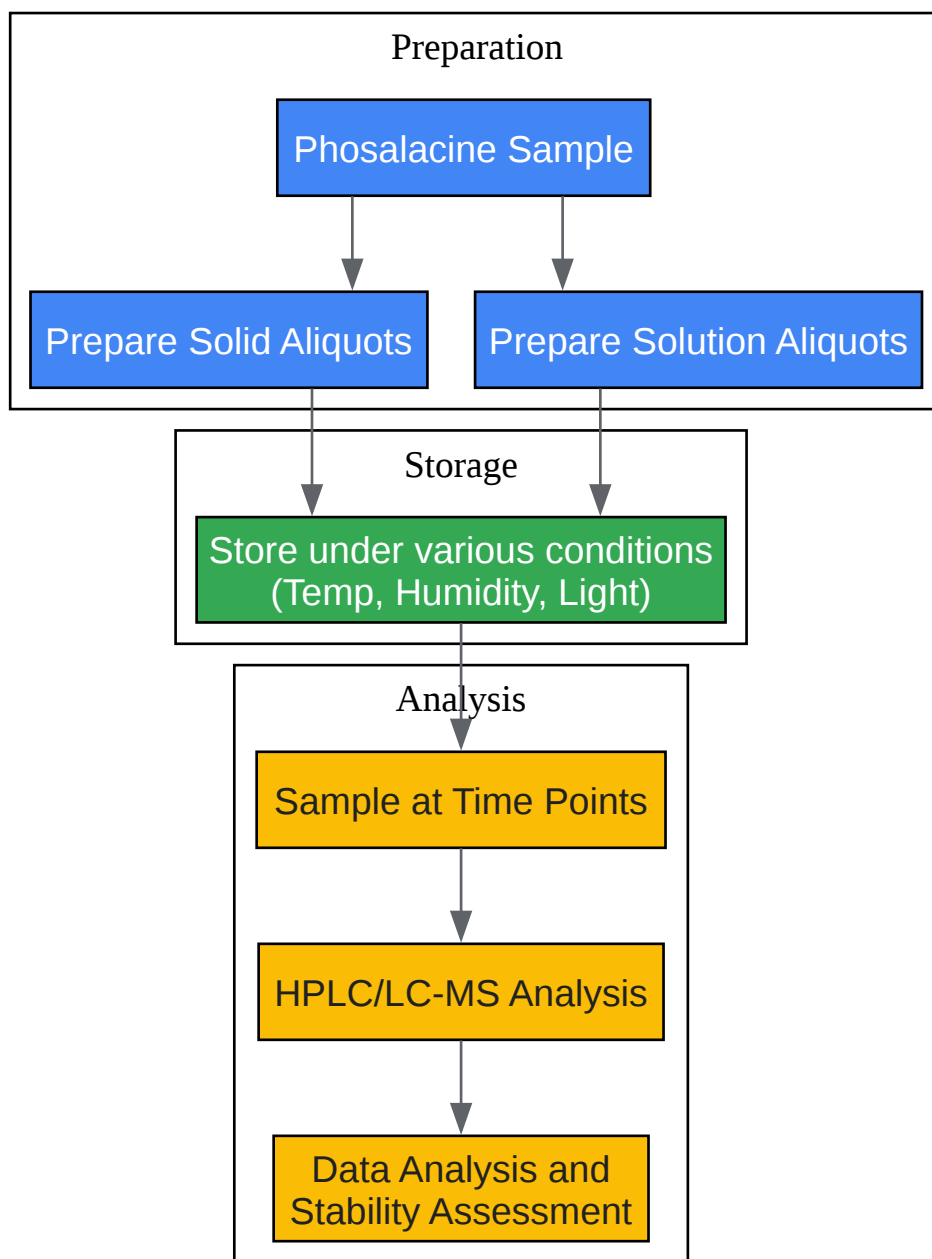 Preparation
Phosalacine Sample
Prepare Solid Aliquots
Prepare Solution Aliquots
Storage
Store under various conditions
(Temp, Humidity, Light)
Analysis
Sample at Time Points
HPLC/LC-MS Analysis
Data Analysis and
Stability Assessment